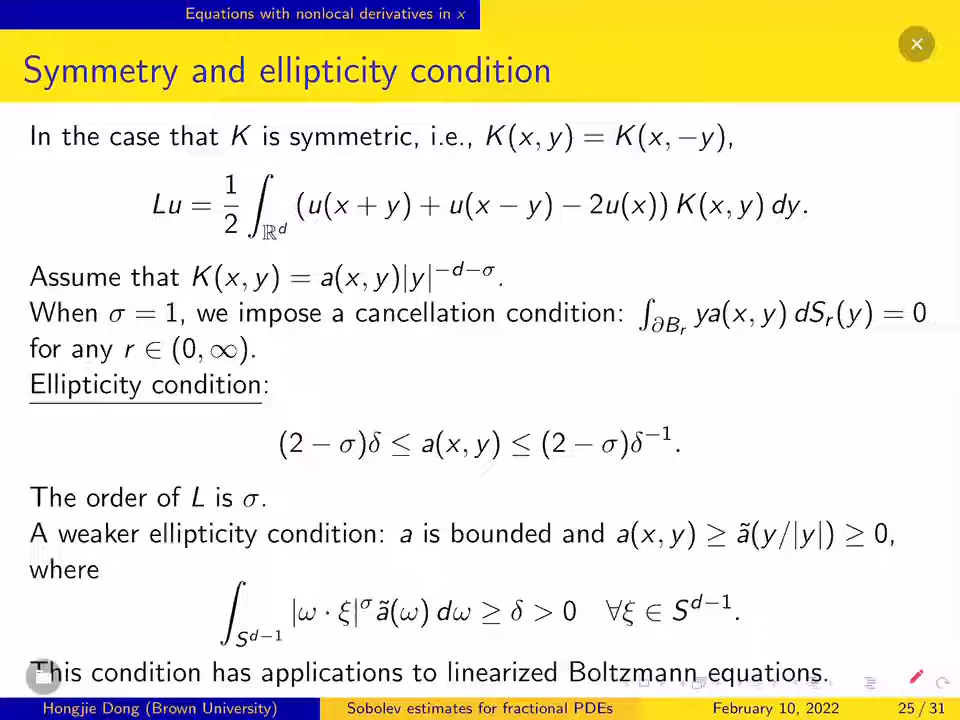 Equations with nonlocal derivatives in x
Symmetry and ellipticity condition
In the case that K is symmetric, i.e., K(x, y) = K(x, −y),
Lu = 1/2 ∫_{ℝ^d} (u(x + y) + u(x − y) − 2u(x)) K(x, y) dy.
Assume that K(x, y) = a(x, y)|y|^{−d−σ}.
When σ = 1, we impose a cancellation condition: ∫_{∂B_r} ya(x, y) dS_r(y) = 0
for any r ∈ (0, ∞).
Ellipticity condition:
(2 − σ)δ ≤ a(x, y) ≤ (2 − σ)δ^{−1}.
The order of L is σ.
A weaker ellipticity condition: a is bounded and a(x, y) ≥ ã(y/|y|) ≥ 0,
where
∫_{S^{d−1}} |ω · ξ|^σ ã(ω) dω ≥ δ > 0 ∀ξ ∈ S^{d−1}.
This condition has applications to linearized Boltzmann equations.
Hongjie Dong (Brown University) Sobolev estimates for fractional PDEs February 10, 2022 25 / 31